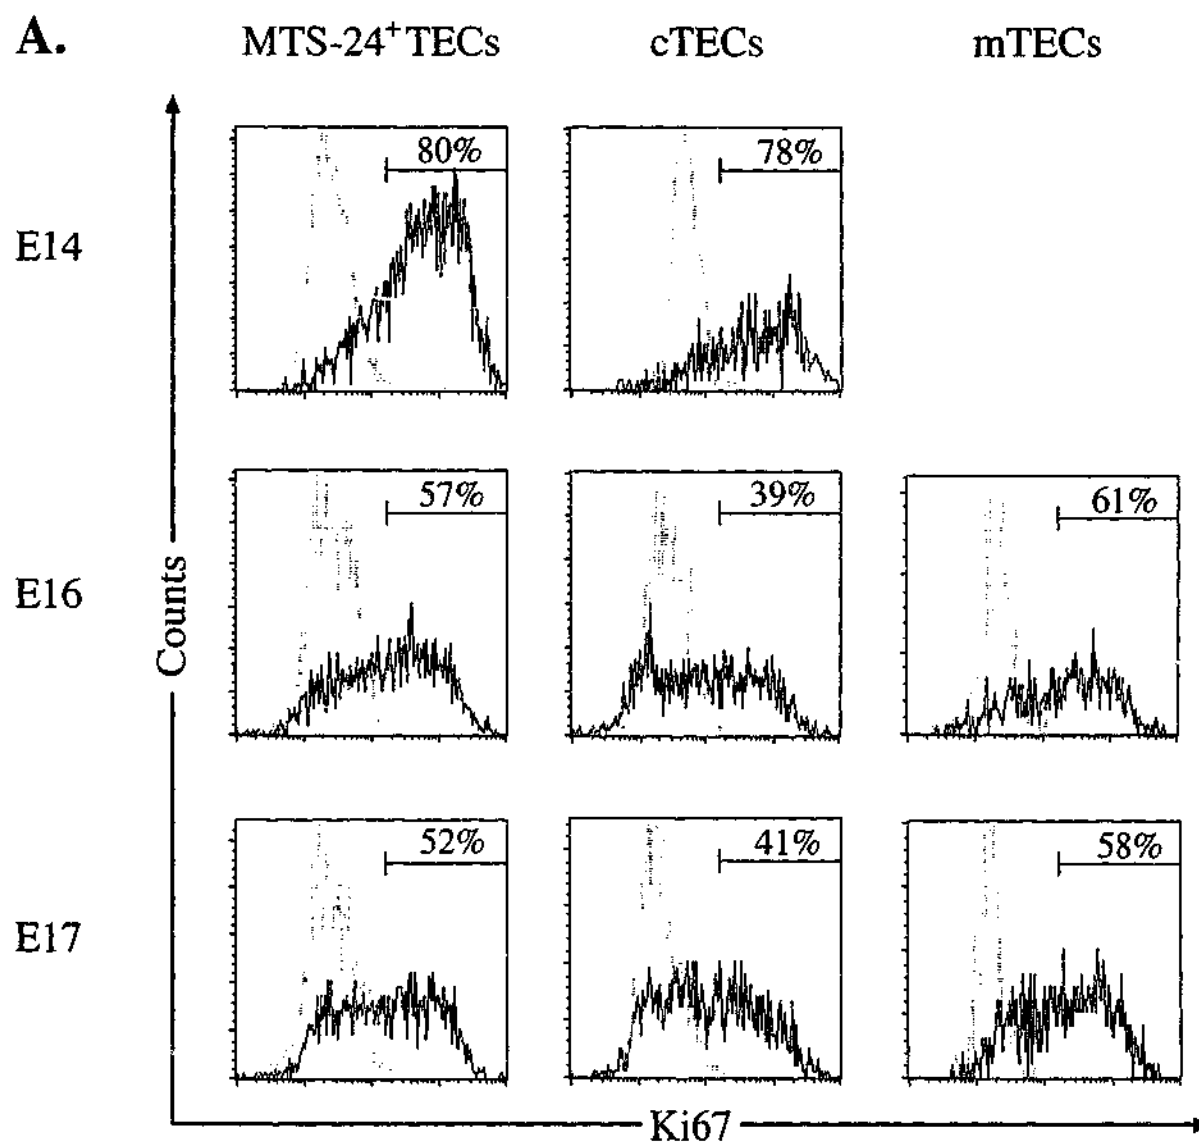 A.
MTS-24⁺TECs cTECs mTECs
E14
80% 78%
E16
57% 39% 61%
E17
52% 41% 58%
Counts
Ki67